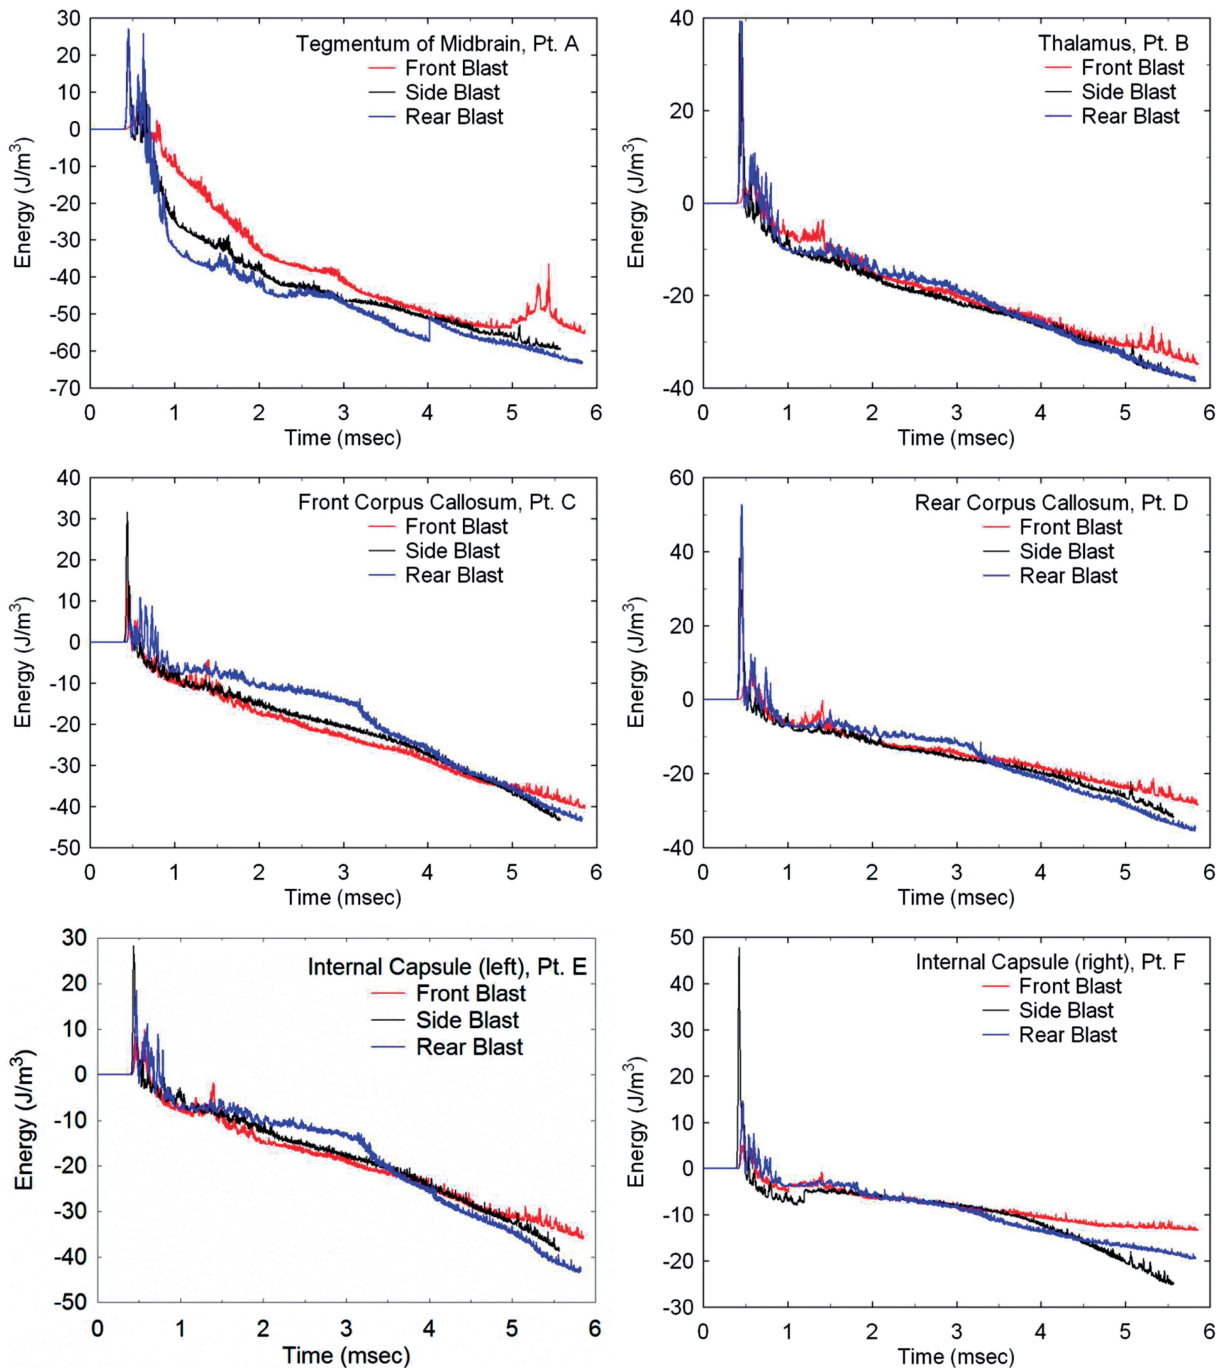 Tegmentum of Midbrain, Pt. A
Front Blast
Side Blast
Rear Blast
30
20
10
0
-10
-20
-30
-40
-50
-60
-70
Energy (J/m³)
0 1 2 3 4 5 6
Time (msec)
Thalamus, Pt. B
Front Blast
Side Blast
Rear Blast
40
20
0
-20
-40
Energy (J/m³)
0 1 2 3 4 5 6
Time (msec)
Front Corpus Callosum, Pt. C
Front Blast
Side Blast
Rear Blast
40
30
20
10
0
-10
-20
-30
-40
-50
Energy (J/m³)
0 1 2 3 4 5 6
Time (msec)
Rear Corpus Callosum, Pt. D
Front Blast
Side Blast
Rear Blast
60
40
20
0
-20
-40
Energy (J/m³)
0 1 2 3 4 5 6
Time (msec)
Internal Capsule (left), Pt. E
Front Blast
Side Blast
Rear Blast
30
20
10
0
-10
-20
-30
-40
-50
Energy (J/m³)
0 1 2 3 4 5 6
Time (msec)
Internal Capsule (right), Pt. F
Front Blast
Side Blast
Rear Blast
50
40
30
20
10
0
-10
-20
-30
Energy (J/m³)
0 1 2 3 4 5 6
Time (msec)